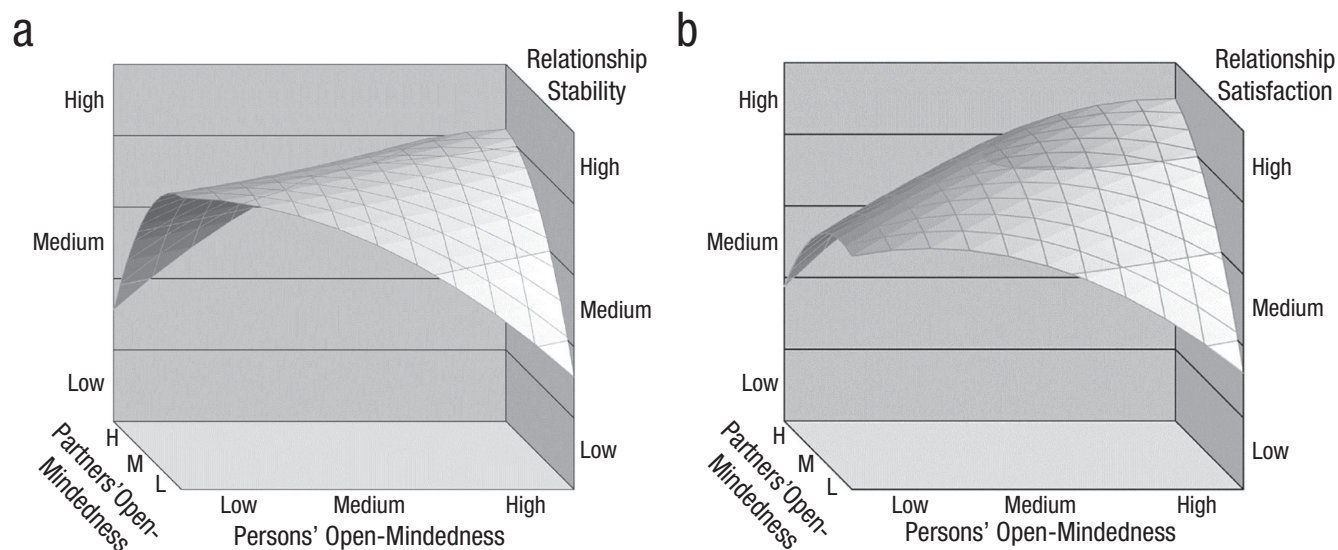 a
Relationship
Stability
High
Medium
Low
High
Medium
Low
H
M
L
Partners' Open-
Mindedness
Low Medium High
Persons' Open-Mindedness
b
Relationship
Satisfaction
High
Medium
Low
High
Medium
Low
H
M
L
Partners' Open-
Mindedness
Low Medium High
Persons' Open-Mindedness